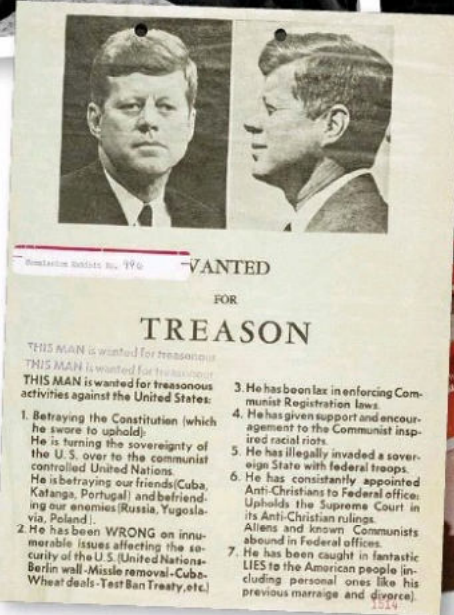 Commission Exhibit No. 996
WANTED
FOR
TREASON
THIS MAN is wanted for treasonous
THIS MAN is wanted for treasonous
THIS MAN is wanted for treasonous
activities against the United States:
1. Betraying the Constitution (which
he swore to uphold):
He is turning the sovereignty of
the U.S. over to the communist
controlled United Nations.
He is betraying our friends (Cuba,
Katanga, Portugal) and befriend-
ing our enemies (Russia, Yugosla-
via, Poland).
2. He has been WRONG on innu-
merable issues affecting the se-
curity of the U.S. (United Nations-
Berlin wall-Missle removal-Cuba-
Wheat deals-Test Ban Treaty, etc.)
3. He has been lax in enforcing Com-
munist Registration laws.
4. He has given support and encour-
agement to the Communist insp-
ired racial riots.
5. He has illegally invaded a sover-
eign State with federal troops.
6. He has consistently appointed
Anti-Christians to Federal office:
Upholds the Supreme Court in
its Anti-Christian rulings.
Aliens and known Communists
abound in Federal offices.
7. He has been caught in fantastic
LIES to the American people (in-
cluding personal ones like his
previous marraige and divorce).
1514